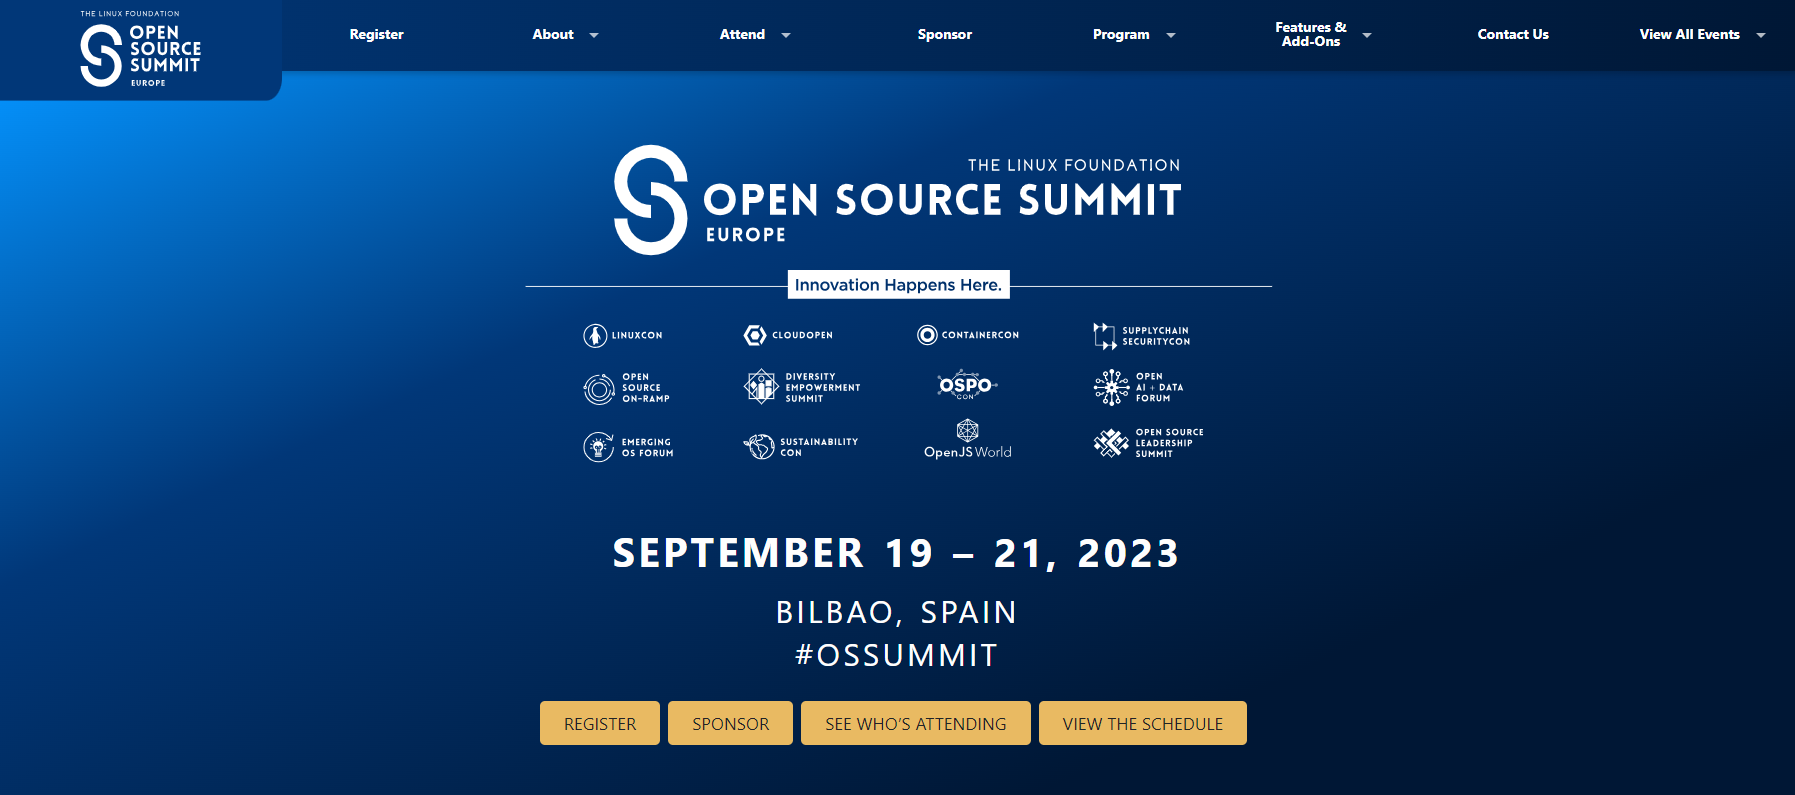 THE LINUX FOUNDATION
OPEN
SOURCE
SUMMIT
EUROPE
Register
About
Attend
Sponsor
Program
Features &
Add-Ons
Contact Us
View All Events
THE LINUX FOUNDATION
OPEN SOURCE SUMMIT
EUROPE
Innovation Happens Here.
LINUXCON
CLOUDOPEN
CONTAINERCON
SUPPLYCHAIN
SECURITYCON
OPEN
SOURCE
ON-RAMP
DIVERSITY
EMPOWERMENT
SUMMIT
OSPO
CON
OPEN
AI + DATA
FORUM
EMERGING
OS FORUM
SUSTAINABILITY
CON
OpenJS World
OPEN SOURCE
LEADERSHIP
SUMMIT
SEPTEMBER 19 – 21, 2023
BILBAO, SPAIN
#OSSUMMIT
REGISTER
SPONSOR
SEE WHO'S ATTENDING
VIEW THE SCHEDULE